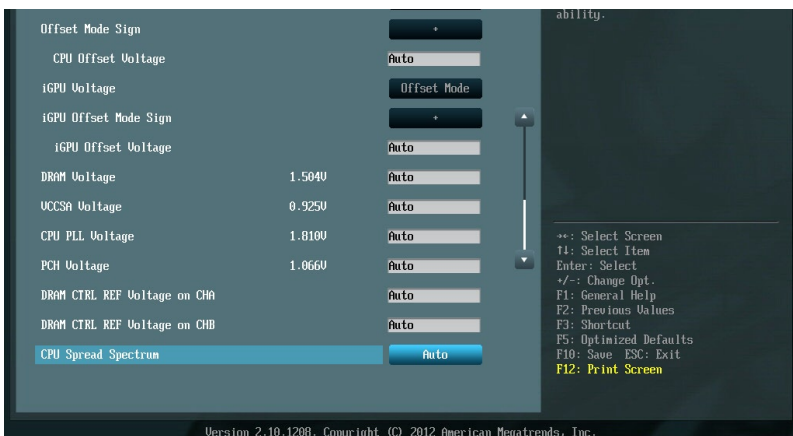 ability.
Offset Mode Sign +
CPU Offset Voltage Auto
iGPU Voltage Offset Mode
iGPU Offset Mode Sign +
iGPU Offset Voltage Auto
DRAM Voltage 1.504V Auto
VCCSA Voltage 0.925V Auto
CPU PLL Voltage 1.810V Auto
PCH Voltage 1.066V Auto
DRAM CTRL REF Voltage on CHA Auto
DRAM CTRL REF Voltage on CHB Auto
CPU Spread Spectrum Auto
→←: Select Screen
↑↓: Select Item
Enter: Select
+/-: Change Opt.
F1: General Help
F2: Previous Values
F3: Shortcut
F5: Optimized Defaults
F10: Save ESC: Exit
F12: Print Screen
Version 2.10.1208. Copyright (C) 2012 American Megatrends, Inc.